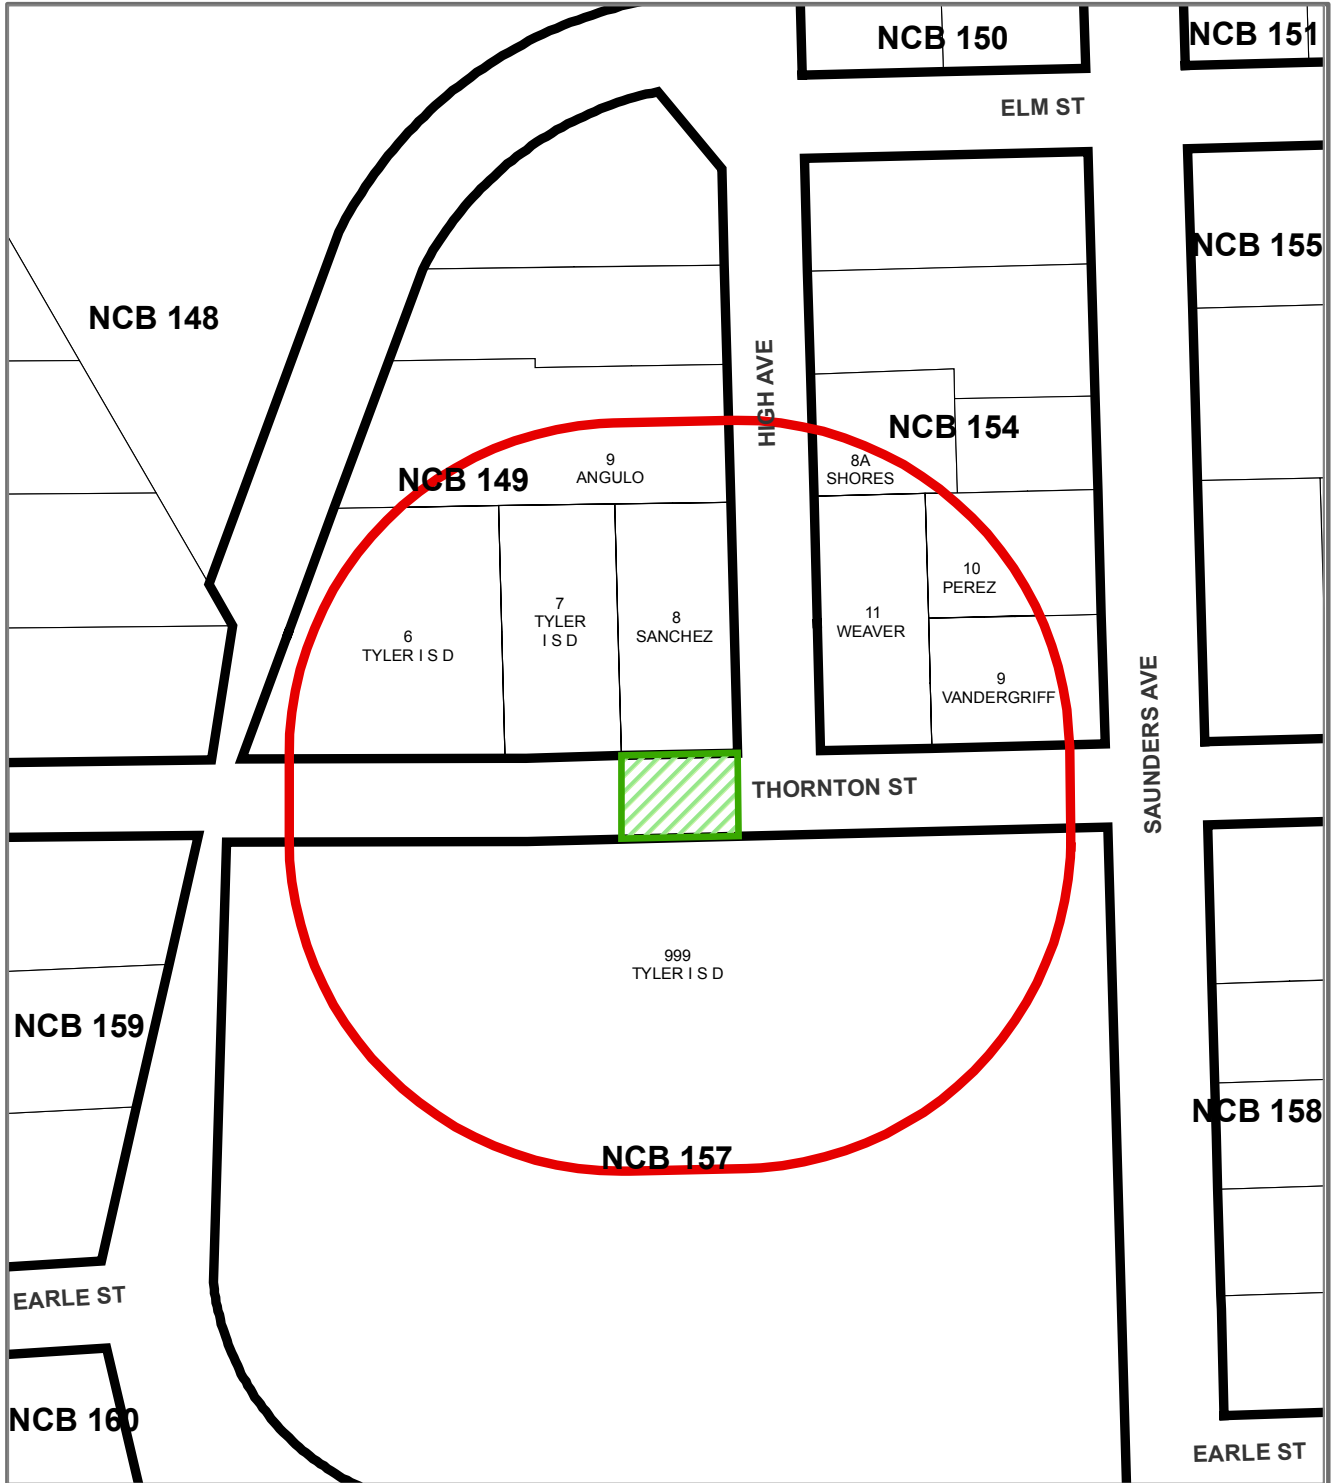 NCB 150
NCB 151
ELM ST
NCB 155
NCB 148
HIGH AVE
NCB 154
9
ANGULO
8A
SHORES
NCB 149
10
PEREZ
7
TYLER
I S D
8
SANCHEZ
11
WEAVER
6
TYLER I S D
9
VANDERGRIFF
SAUNDERS AVE
THORNTON ST
999
TYLER I S D
NCB 159
NCB 158
NCB 157
EARLE ST
NCB 160
EARLE ST